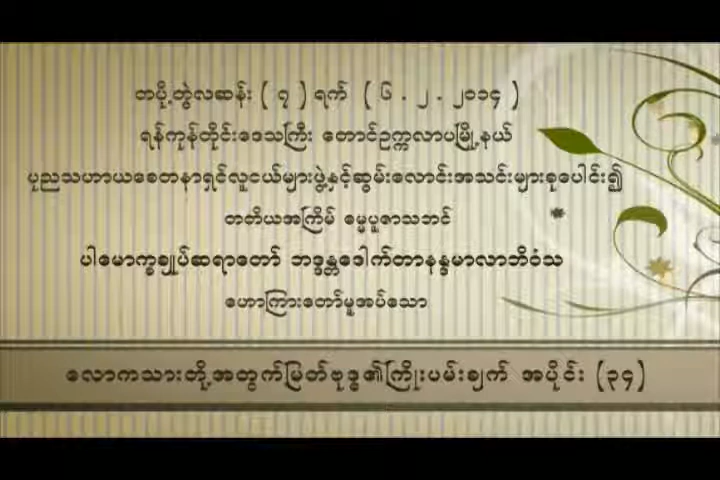 တပို့တွဲလဆန်း ( ၇ ) ရက် ( ၆ . ၂ . ၂၀၁၄ )
ရန်ကုန်တိုင်းဒေသကြီး တောင်ဥက္ကလာပမြို့နယ်
ပုညသဟာယစေတနာရှင်လူငယ်များဖွဲ့နှင့်ဆွမ်းလောင်းအသင်းများစုပေါင်း၍
တတိယအကြိမ် ဓမ္မပူဇာသဘင်
ပါမောက္ခချုပ်ဆရာတော် ဘဒ္ဒန္တဒေါက်တာနန္ဒမာလာဘိဝံသ
ဟောကြားတော်မူအပ်သော
လောကသားတို့အတွက်မြတ်ဗုဒ္ဓ၏ကြိုးပမ်းချက် အပိုင်း (၃၄)